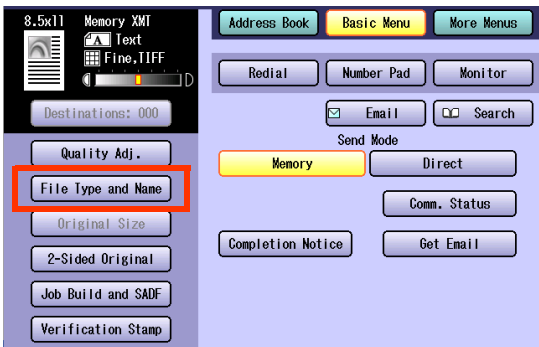 8.5x11 Memory XMT
A Text
Fine,TIFF
D
Destinations: 000
Quality Adj.
File Type and Name
Original Size
2-Sided Original
Job Build and SADF
Verification Stamp
Address Book Basic Menu More Menus
Redial Number Pad Monitor
Email Search
Send Mode
Memory Direct
Comm. Status
Completion Notice Get Email